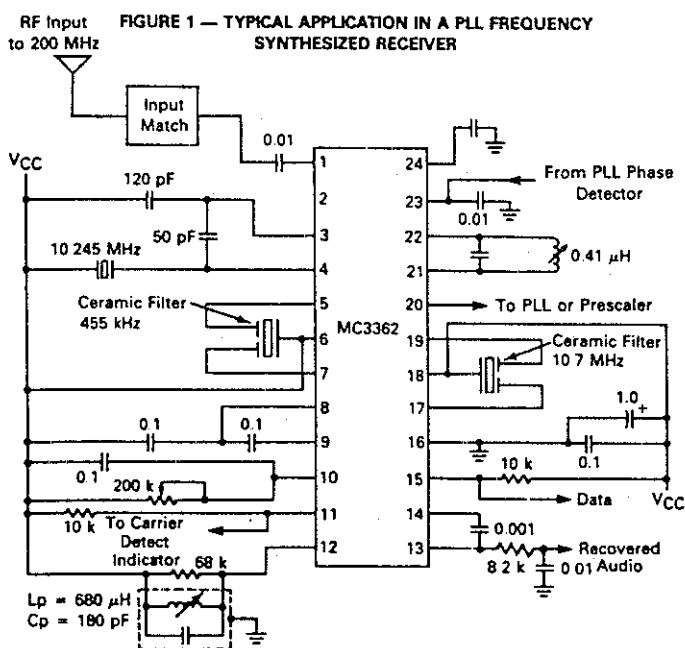 FIGURE 1 — TYPICAL APPLICATION IN A PLL FREQUENCY
SYNTHESIZED RECEIVER
RF Input
to 200 MHz
Input
Match
0.01
VCC
120 pF
50 pF
10 245 MHz
Ceramic Filter
455 kHz
0.1
0.1
0.1
200 k
10 k
To Carrier
Detect
Indicator
68 k
Lp = 680 μH
Cp = 180 pF
1
2
3
4
5
6
7
8
9
10
11
12
MC3362
24
23
22
21
20
19
18
17
16
15
14
13
From PLL Phase
Detector
0.01
0.41 μH
To PLL or Prescaler
Ceramic Filter
10 7 MHz
1.0
+
0.1
10 k
VCC
Data
0.001
8 2 k
0 01
Recovered
Audio